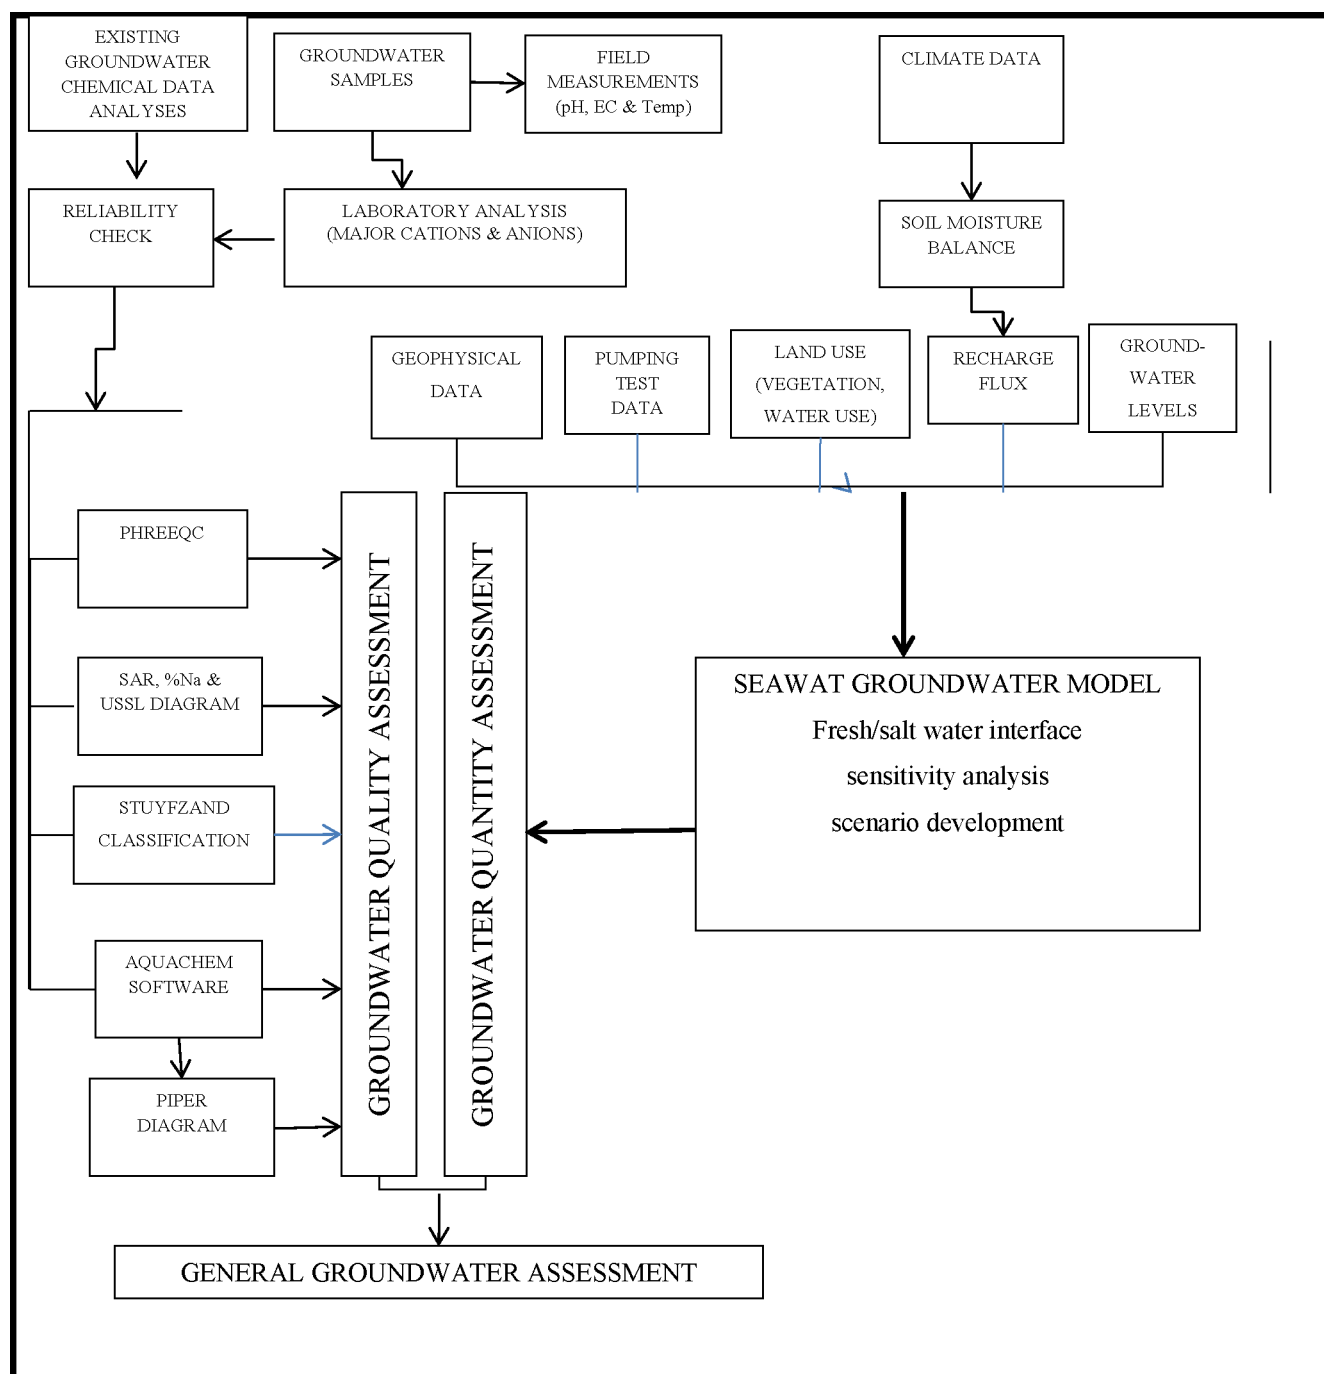 EXISTING
GROUNDWATER
CHEMICAL DATA
ANALYSES
GROUNDWATER
SAMPLES
FIELD
MEASUREMENTS
(pH, EC & Temp)
CLIMATE DATA
RELIABILITY
CHECK
LABORATORY ANALYSIS
(MAJOR CATIONS & ANIONS)
SOIL MOISTURE
BALANCE
GEOPHYSICAL
DATA
PUMPING
TEST
DATA
LAND USE
(VEGETATION,
WATER USE)
RECHARGE
FLUX
GROUND-
WATER
LEVELS
PHREEQC
SAR, %Na &
USSL DIAGRAM
STUYFZAND
CLASSIFICATION
AQUACHEM
SOFTWARE
PIPER
DIAGRAM
GROUNDWATER QUALITY ASSESSMENT
GROUNDWATER QUANTITY ASSESSMENT
SEAWAT GROUNDWATER MODEL
Fresh/salt water interface
sensitivity analysis
scenario development
GENERAL GROUNDWATER ASSESSMENT